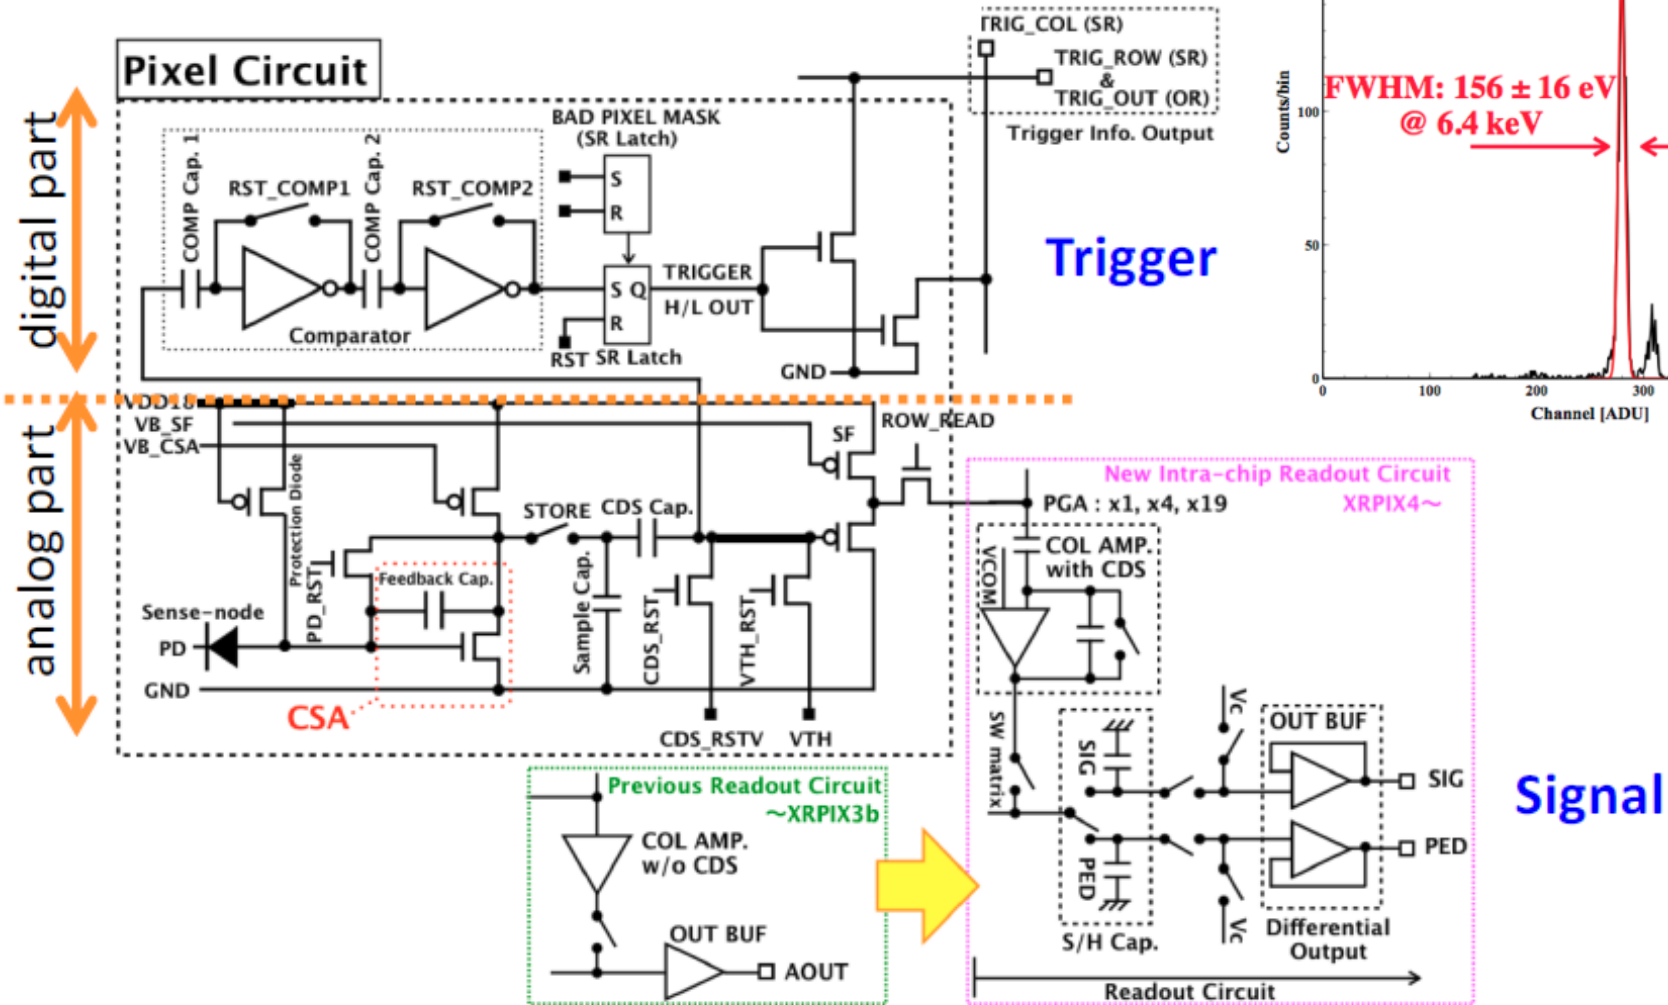 TRIG_COL (SR)
TRIG_ROW (SR)
&
TRIG_OUT (OR)
Trigger Info. Output
Pixel Circuit
digital part
analog part
BAD PIXEL MASK
(SR Latch)
S
R
COMP Cap. 1
RST_COMP1
COMP Cap. 2
RST_COMP2
Comparator
S Q
R
RST SR Latch
TRIGGER
H/L OUT
GND
Trigger
Counts/bin
100
50
0
FWHM: 156 ± 16 eV
@ 6.4 keV
0
100
200
300
Channel [ADU]
VDD18
VB_SF
VB_CSA
SF
ROW_READ
Protection Diode
PD_RST
Feedback Cap.
STORE
CDS Cap.
Sample Cap.
CDS_RST
VTH_RST
Sense-node
PD
GND
CSA
CDS_RSTV
VTH
New Intra-chip Readout Circuit
XRPIX4~
PGA : x1, x4, x19
COL AMP.
with CDS
VCOM
SW matrix
SIG
PED
S/H Cap.
Vc
Vc
OUT BUF
SIG
PED
Differential
Output
Readout Circuit
Signal
Previous Readout Circuit
~XRPIX3b
COL AMP.
w/o CDS
OUT BUF
AOUT